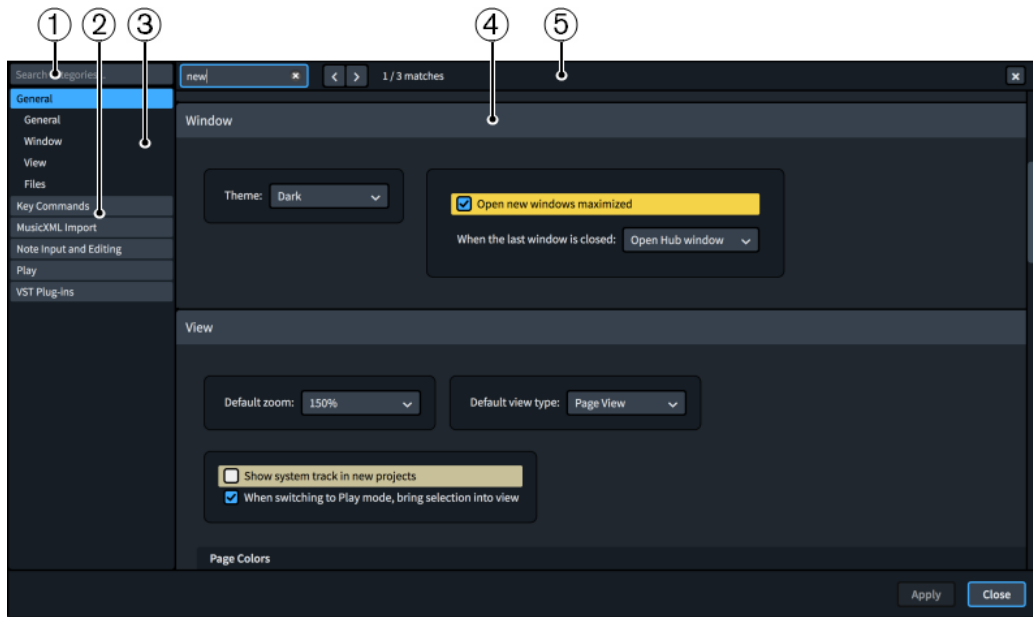 1 2 3 4 5
Search categories...
new
1 / 3 matches
General
General
Window
View
Files
Key Commands
MusicXML Import
Note Input and Editing
Play
VST Plug-ins
Window
Theme: Dark
Open new windows maximized
When the last window is closed: Open Hub window
View
Default zoom: 150%
Default view type: Page View
Show system track in new projects
When switching to Play mode, bring selection into view
Page Colors
Apply
Close